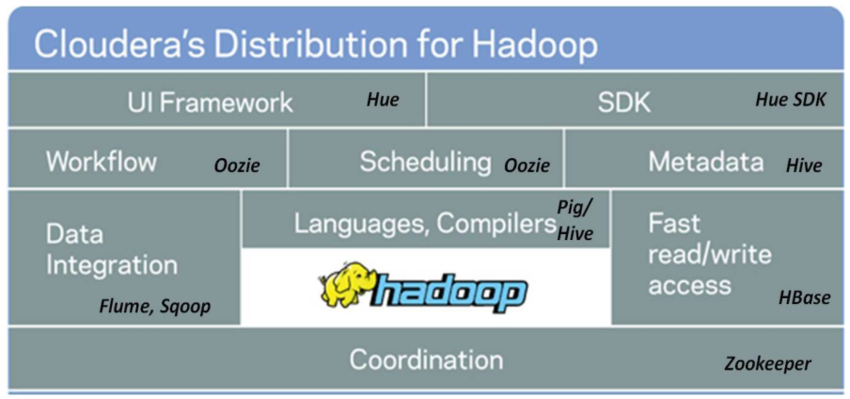 Cloudera's Distribution for Hadoop
UI Framework Hue
SDK Hue SDK
Workflow Oozie
Scheduling Oozie
Metadata Hive
Data
Integration
Flume, Sqoop
Languages, Compilers Pig/
Hive
hadoop
Fast
read/write
access
HBase
Coordination Zookeeper